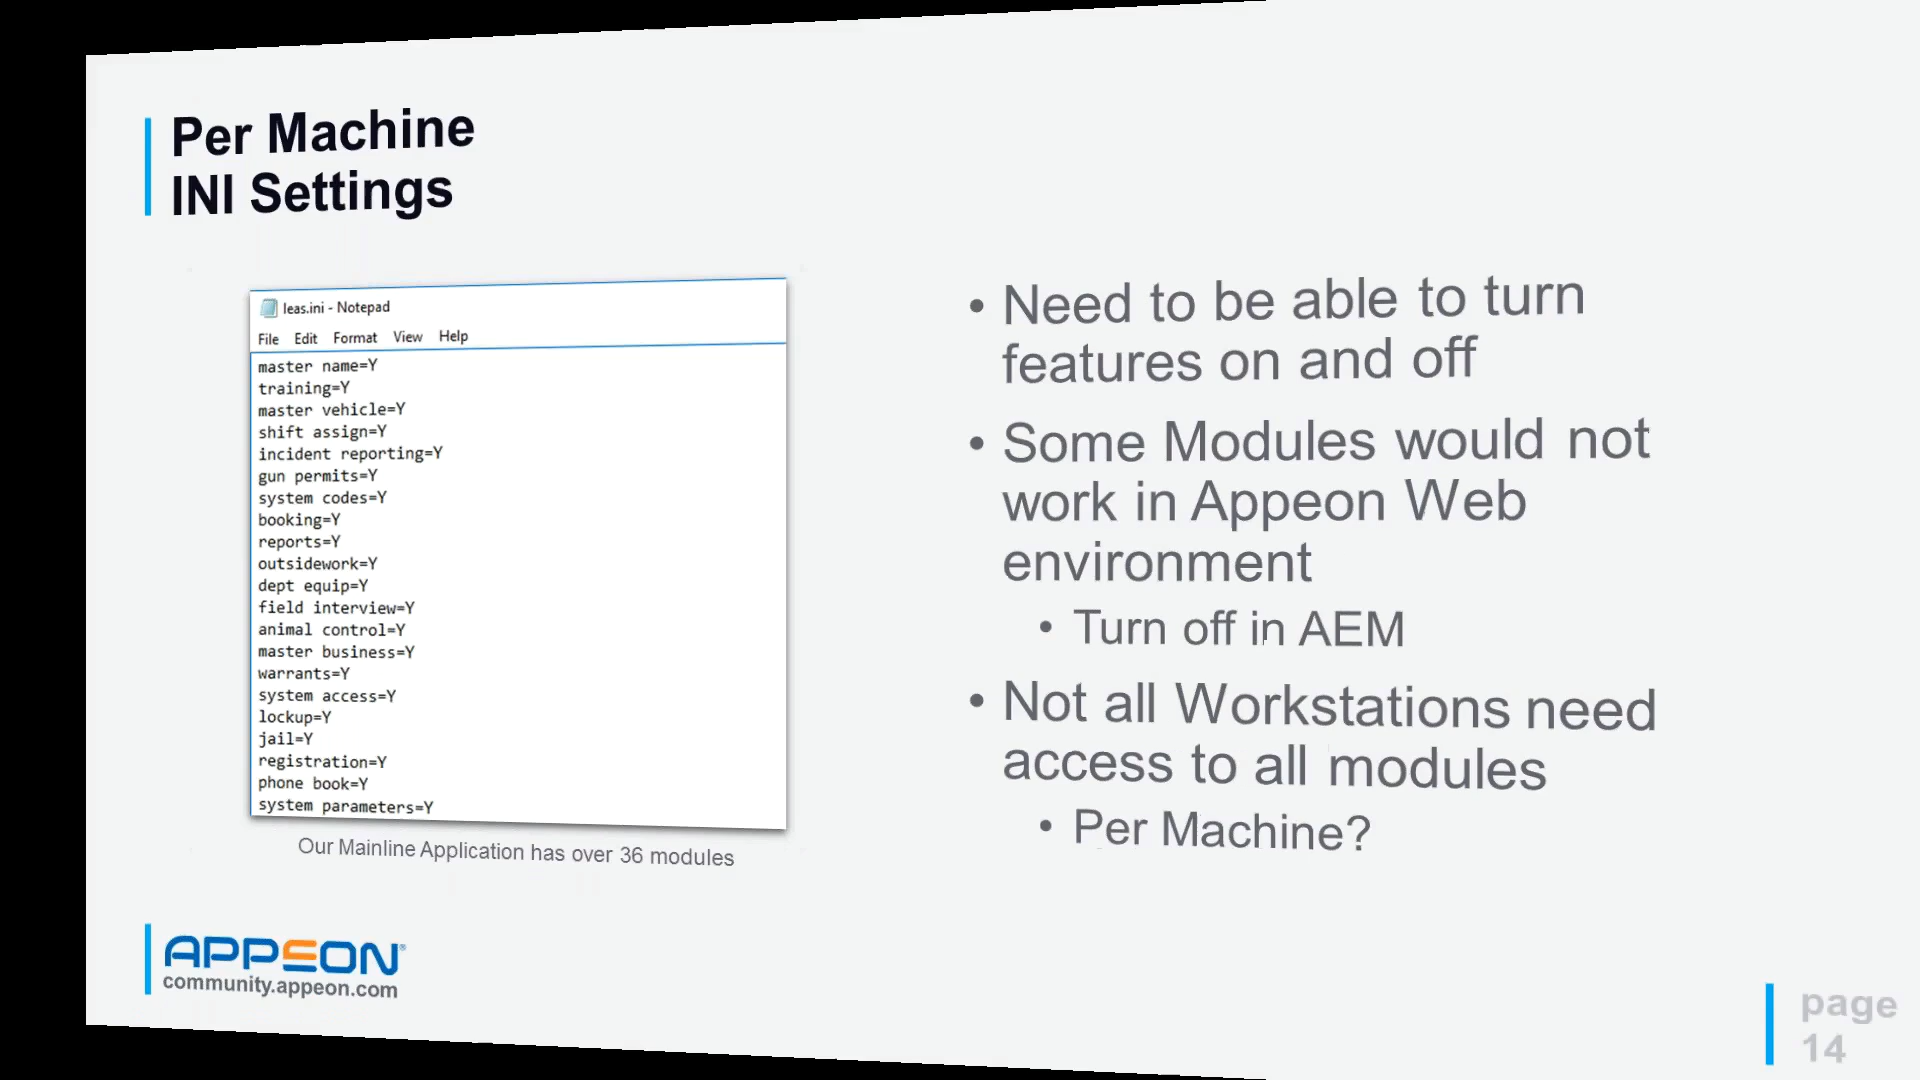 Per Machine
INI Settings
leas.ini - Notepad
File Edit Format View Help
master name=Y
training=Y
master vehicle=Y
shift assign=Y
incident reporting=Y
gun permits=Y
system codes=Y
booking=Y
reports=Y
outsidework=Y
dept equip=Y
field interview=Y
animal control=Y
master business=Y
warrants=Y
system access=Y
lockup=Y
jail=Y
registration=Y
phone book=Y
system parameters=Y
Our Mainline Application has over 36 modules
• Need to be able to turn
features on and off
• Some Modules would not
work in Appeon Web
environment
• Turn off in AEM
• Not all Workstations need
access to all modules
• Per Machine?
APPEON®
community.appeon.com
page
14